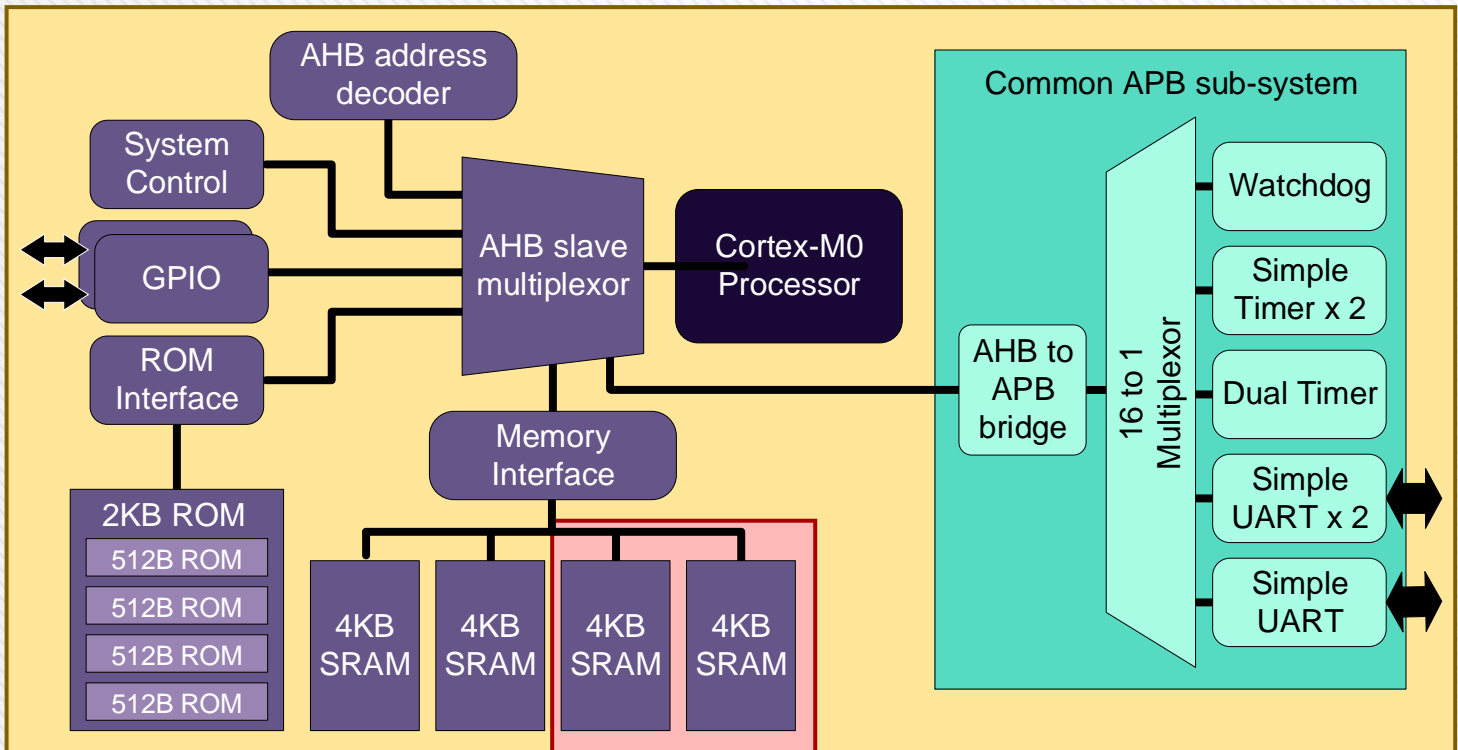 AHB address
decoder
Common APB sub-system
System
Control
Watchdog
AHB slave
multiplexor
Cortex-M0
Processor
GPIO
Simple
Timer x 2
ROM
Interface
AHB to
APB
bridge
16 to 1
Multiplexor
Dual Timer
Memory
Interface
Simple
UART x 2
2KB ROM
512B ROM
512B ROM
512B ROM
512B ROM
4KB
SRAM
4KB
SRAM
4KB
SRAM
4KB
SRAM
Simple
UART